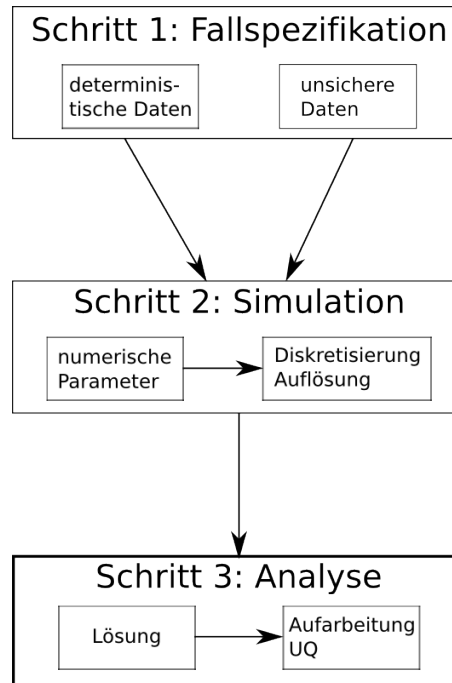 Schritt 1: Fallspezifikation
determinis-
tische Daten
unsichere
Daten
Schritt 2: Simulation
numerische
Parameter
Diskretisierung
Auflösung
Schritt 3: Analyse
Lösung
Aufarbeitung
UQ